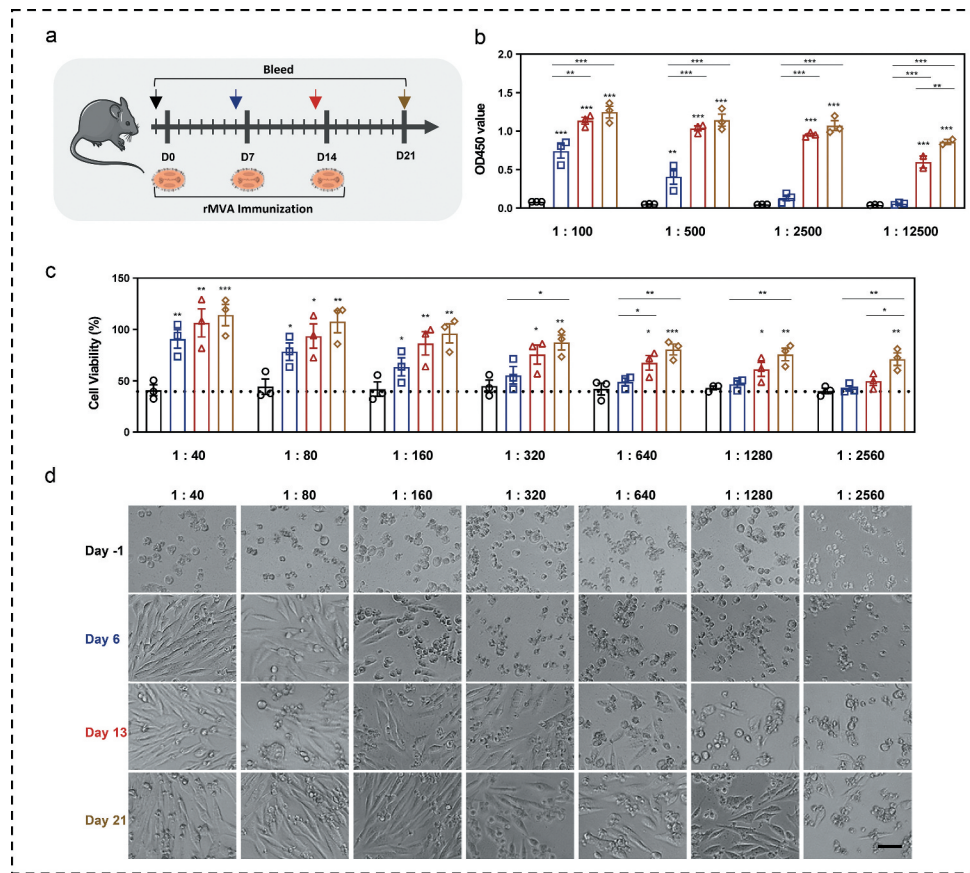 a
Bleed
D0 D7 D14 D21
rMVA Immunization
b
2.0
1.5
1.0
0.5
0
OD450 value
*** *** *** ***
** *** *** ***
**
*** *** *** ** *** *** *** *** *** ***
1 : 100 1 : 500 1 : 2500 1 : 12500
c
150
100
50
0
Cell Viability (%)
* ** ** **
* *
** ** *** * * ** * ** ** * ** * *** * ** **
1 : 40 1 : 80 1 : 160 1 : 320 1 : 640 1 : 1280 1 : 2560
d
1 : 40 1 : 80 1 : 160 1 : 320 1 : 640 1 : 1280 1 : 2560
Day -1
Day 6
Day 13
Day 21